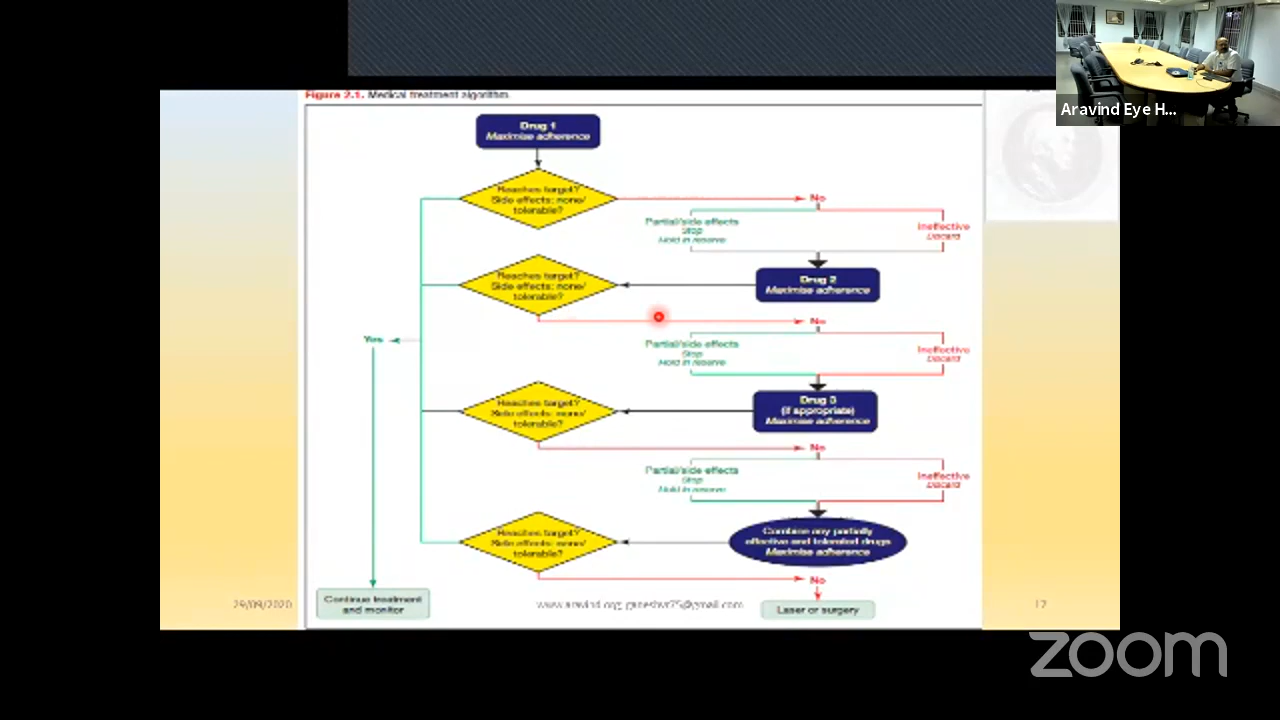 Aravind Eye H...
Figure 2.1. Medical treatment algorithm.
Drug 1
Maximise adherence
Reaches target?
Side effects: none/
tolerable?
No
Partial/side effects
Stop
Hold in reserve
Ineffective
Discard
Drug 2
Maximise adherence
Reaches target?
Side effects: none/
tolerable?
No
Partial/side effects
Stop
Hold in reserve
Ineffective
Discard
Yes
Drug 3
(if appropriate)
Maximise adherence
Reaches target?
Side effects: none/
tolerable?
No
Partial/side effects
Stop
Hold in reserve
Ineffective
Discard
Combine any partially
effective and tolerated drugs
Maximise adherence
Reaches target?
Side effects: none/
tolerable?
No
Continue treatment
and monitor
Laser or surgery
29/09/2020
www.aravind.org;
zoom